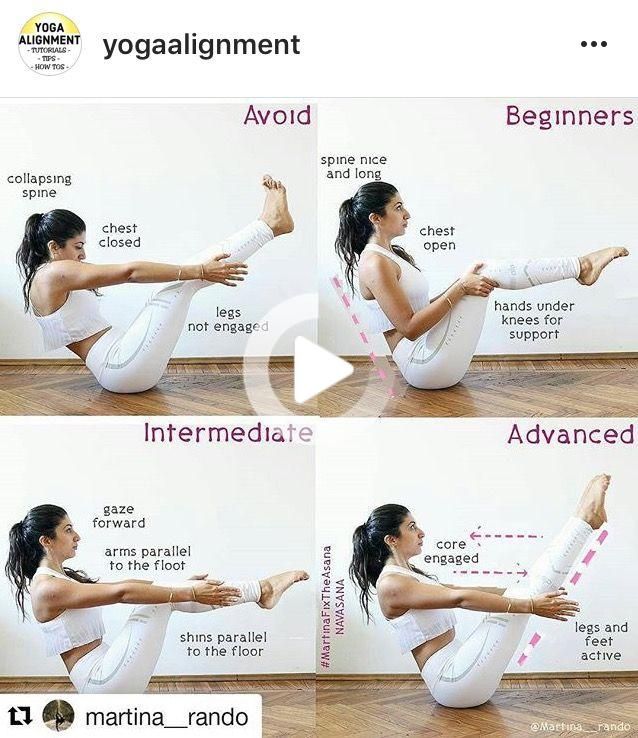 YOGA
ALIGNMENT
- TUTORIALS -
- TIPS -
- HOW TOS -
yogaalignment
Avoid
collapsing
spine
chest
closed
legs
not engaged
Beginners
spine nice
and long
chest
open
hands under
knees for
support
Intermediate
gaze
forward
arms parallel
to the floot
shins parallel
to the floor
martina__rando
Advanced
core
engaged
legs and
feet
active
#MartinaFixTheAsana
NAVASANA
@Martina__rando